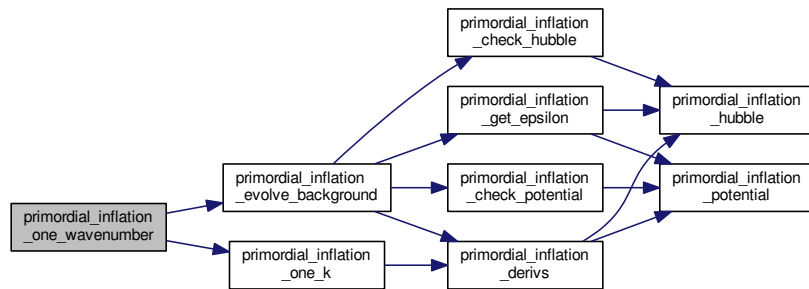 primordial_inflation
_one_wavenumber
primordial_inflation
_evolve_background
primordial_inflation
_one_k
primordial_inflation
_check_hubble
primordial_inflation
_get_epsilon
primordial_inflation
_check_potential
primordial_inflation
_derivs
primordial_inflation
_hubble
primordial_inflation
_potential